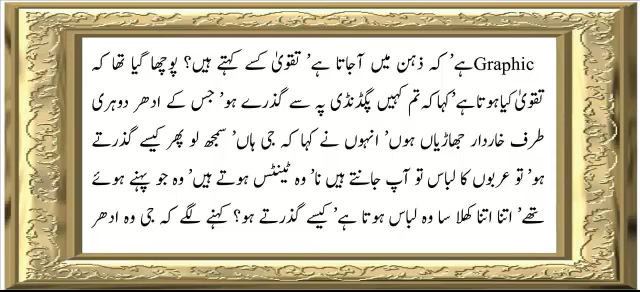 Graphic ہے‘ کہ ذہن میں آجاتا ہے‘ تقویٰ کسے کہتے ہیں؟ پوچھا گیا تھا کہ
تقویٰ کیا ہوتا ہے‘ کہا کہ تم کہیں پگڈنڈی پہ سے گذرے ہو‘ جس کے ادھر دوہری
طرف خاردار جھاڑیاں ہوں‘ انہوں نے کہا کہ جی ہاں‘ سمجھ لو پھر کیسے گذرتے
ہو‘ تو عربوں کا لباس تو آپ جانتے ہیں نا‘ وہ ٹینٹس ہوتے ہیں‘ وہ جو پہنے ہوئے
تھے‘ اتنا اتنا کھلا سا وہ لباس ہوتا ہے‘ کیسے گذرتے ہو؟ کہنے لگے کہ جی وہ ادھر